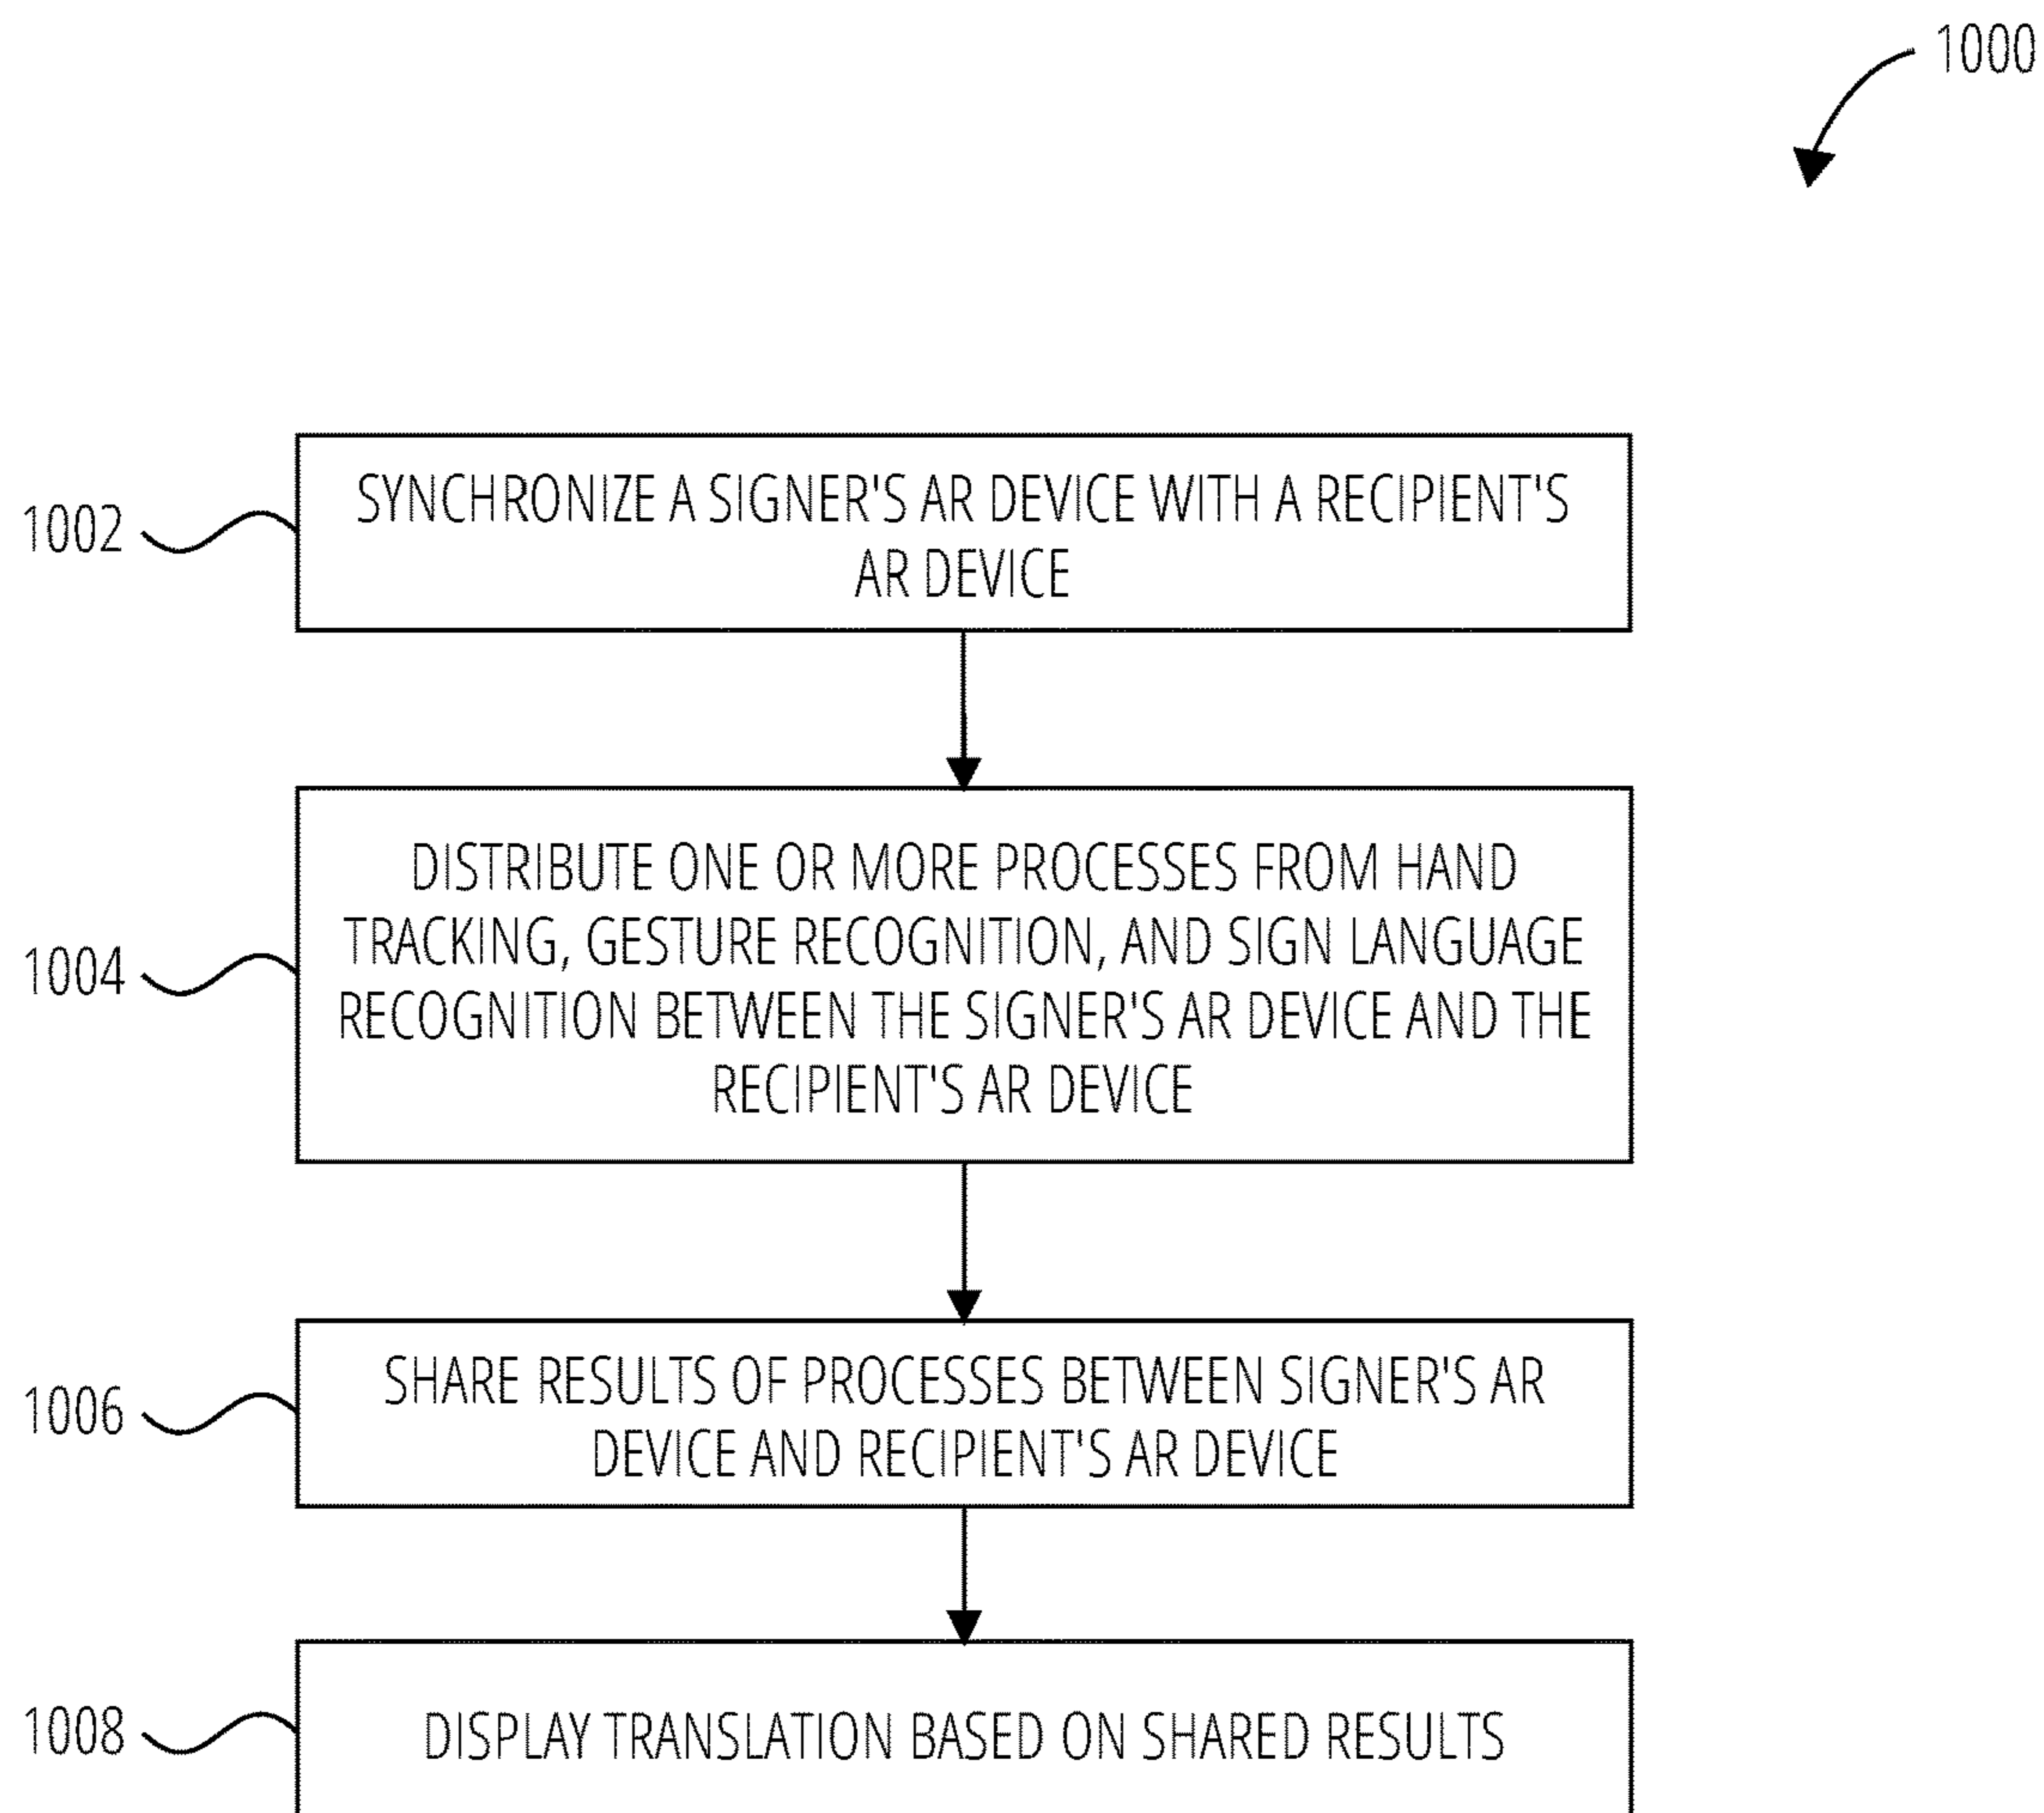 1000
1002
SYNCHRONIZE A SIGNER'S AR DEVICE WITH A RECIPIENT'S
AR DEVICE
1004
DISTRIBUTE ONE OR MORE PROCESSES FROM HAND
TRACKING, GESTURE RECOGNITION, AND SIGN LANGUAGE
RECOGNITION BETWEEN THE SIGNER'S AR DEVICE AND THE
RECIPIENT'S AR DEVICE
1006
SHARE RESULTS OF PROCESSES BETWEEN SIGNER'S AR
DEVICE AND RECIPIENT'S AR DEVICE
1008
DISPLAY TRANSLATION BASED ON SHARED RESULTS